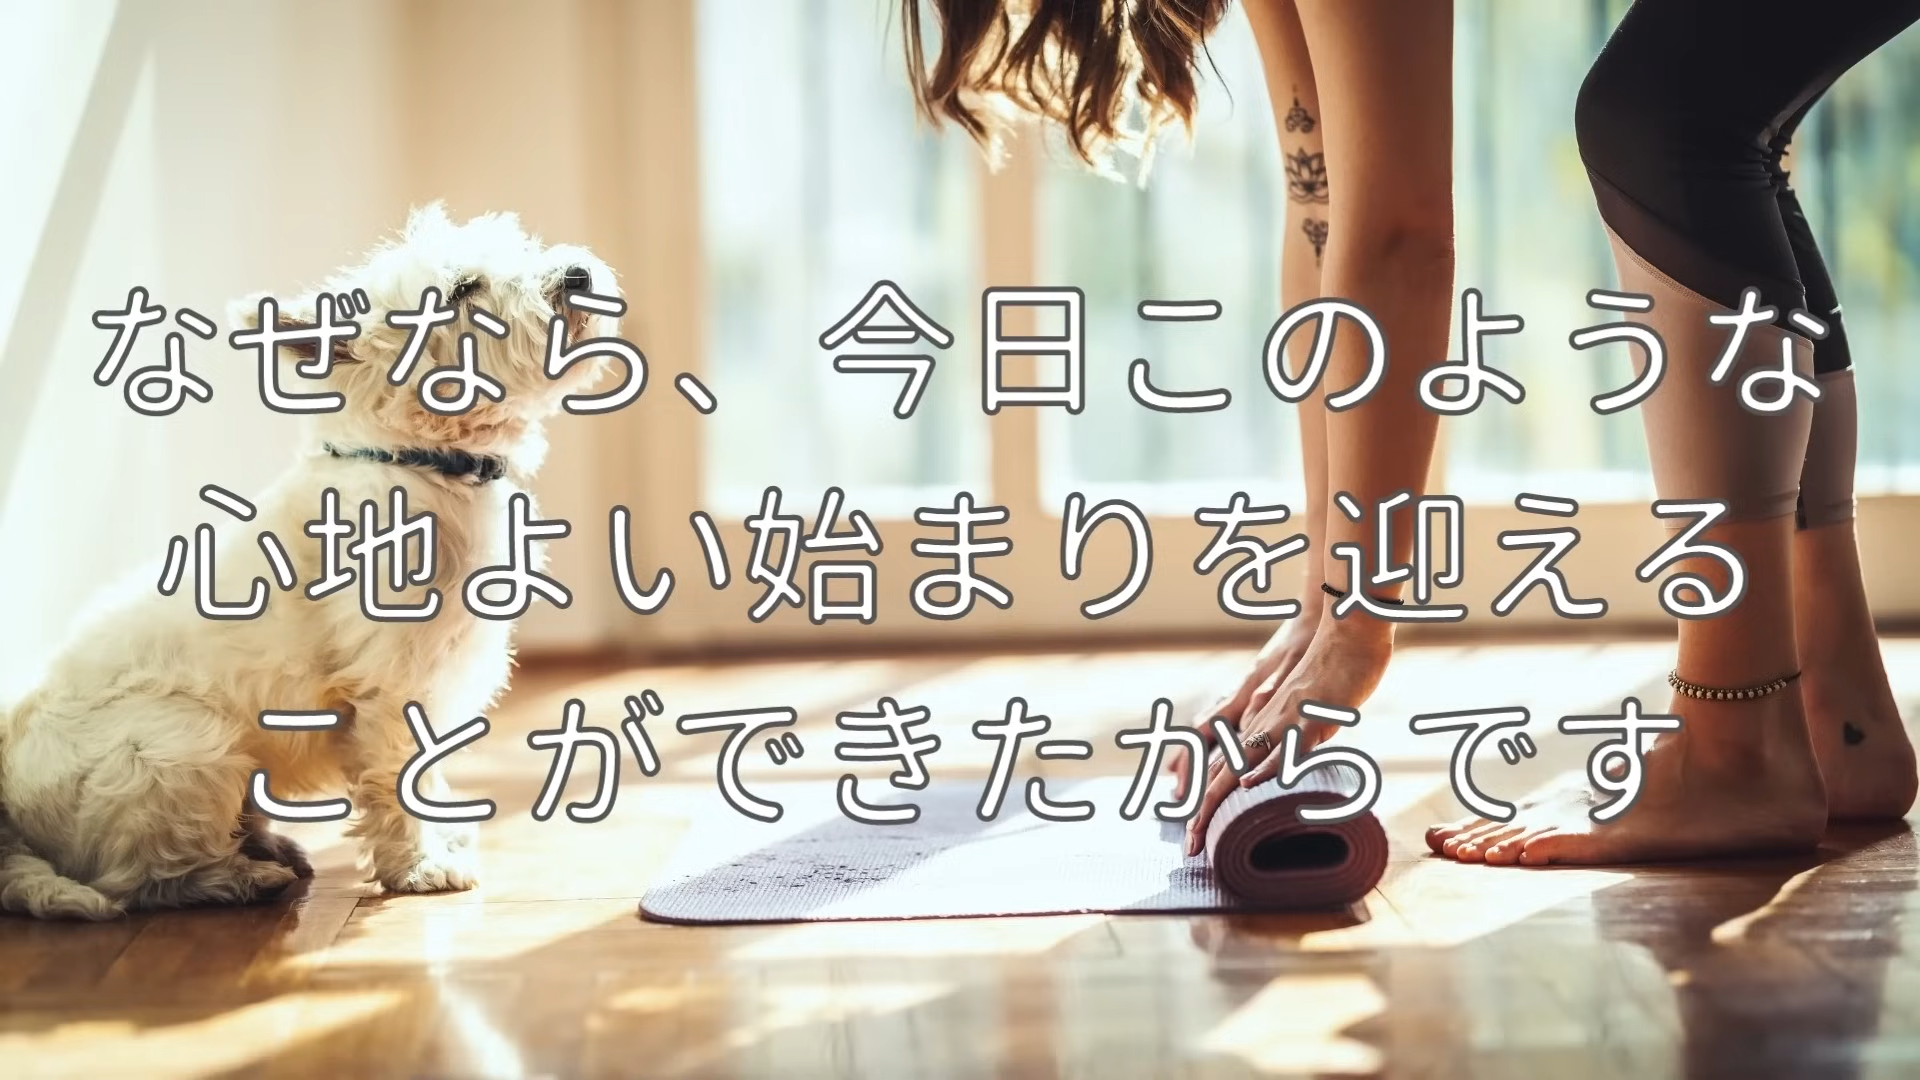 なぜなら、今日このような
心地よい始まりを迎える
ことができたからです